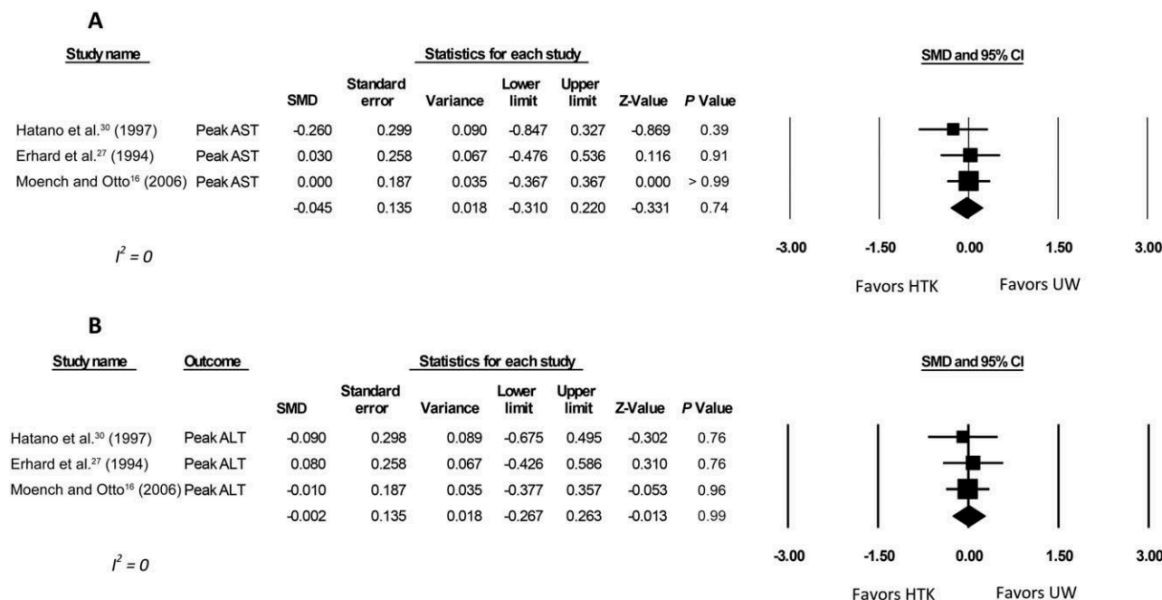 A
Study name Statistics for each study SMD and 95% CI
SMD Standard error Variance Lower limit Upper limit Z-Value P Value
Hatano et al.³⁰ (1997) Peak AST -0.260 0.299 0.090 -0.847 0.327 -0.869 0.39
Erhard et al.²⁷ (1994) Peak AST 0.030 0.258 0.067 -0.476 0.536 0.116 0.91
Moench and Otto¹⁶ (2006) Peak AST 0.000 0.187 0.035 -0.367 0.367 0.000 > 0.99
-0.045 0.135 0.018 -0.310 0.220 -0.331 0.74
I² = 0
-3.00 -1.50 0.00 1.50 3.00
Favors HTK Favors UW
B
Study name Outcome Statistics for each study SMD and 95% CI
SMD Standard error Variance Lower limit Upper limit Z-Value P Value
Hatano et al.³⁰ (1997) Peak ALT -0.090 0.298 0.089 -0.675 0.495 -0.302 0.76
Erhard et al.²⁷ (1994) Peak ALT 0.080 0.258 0.067 -0.426 0.586 0.310 0.76
Moench and Otto¹⁶ (2006) Peak ALT -0.010 0.187 0.035 -0.377 0.357 -0.053 0.96
-0.002 0.135 0.018 -0.267 0.263 -0.013 0.99
I² = 0
-3.00 -1.50 0.00 1.50 3.00
Favors HTK Favors UW